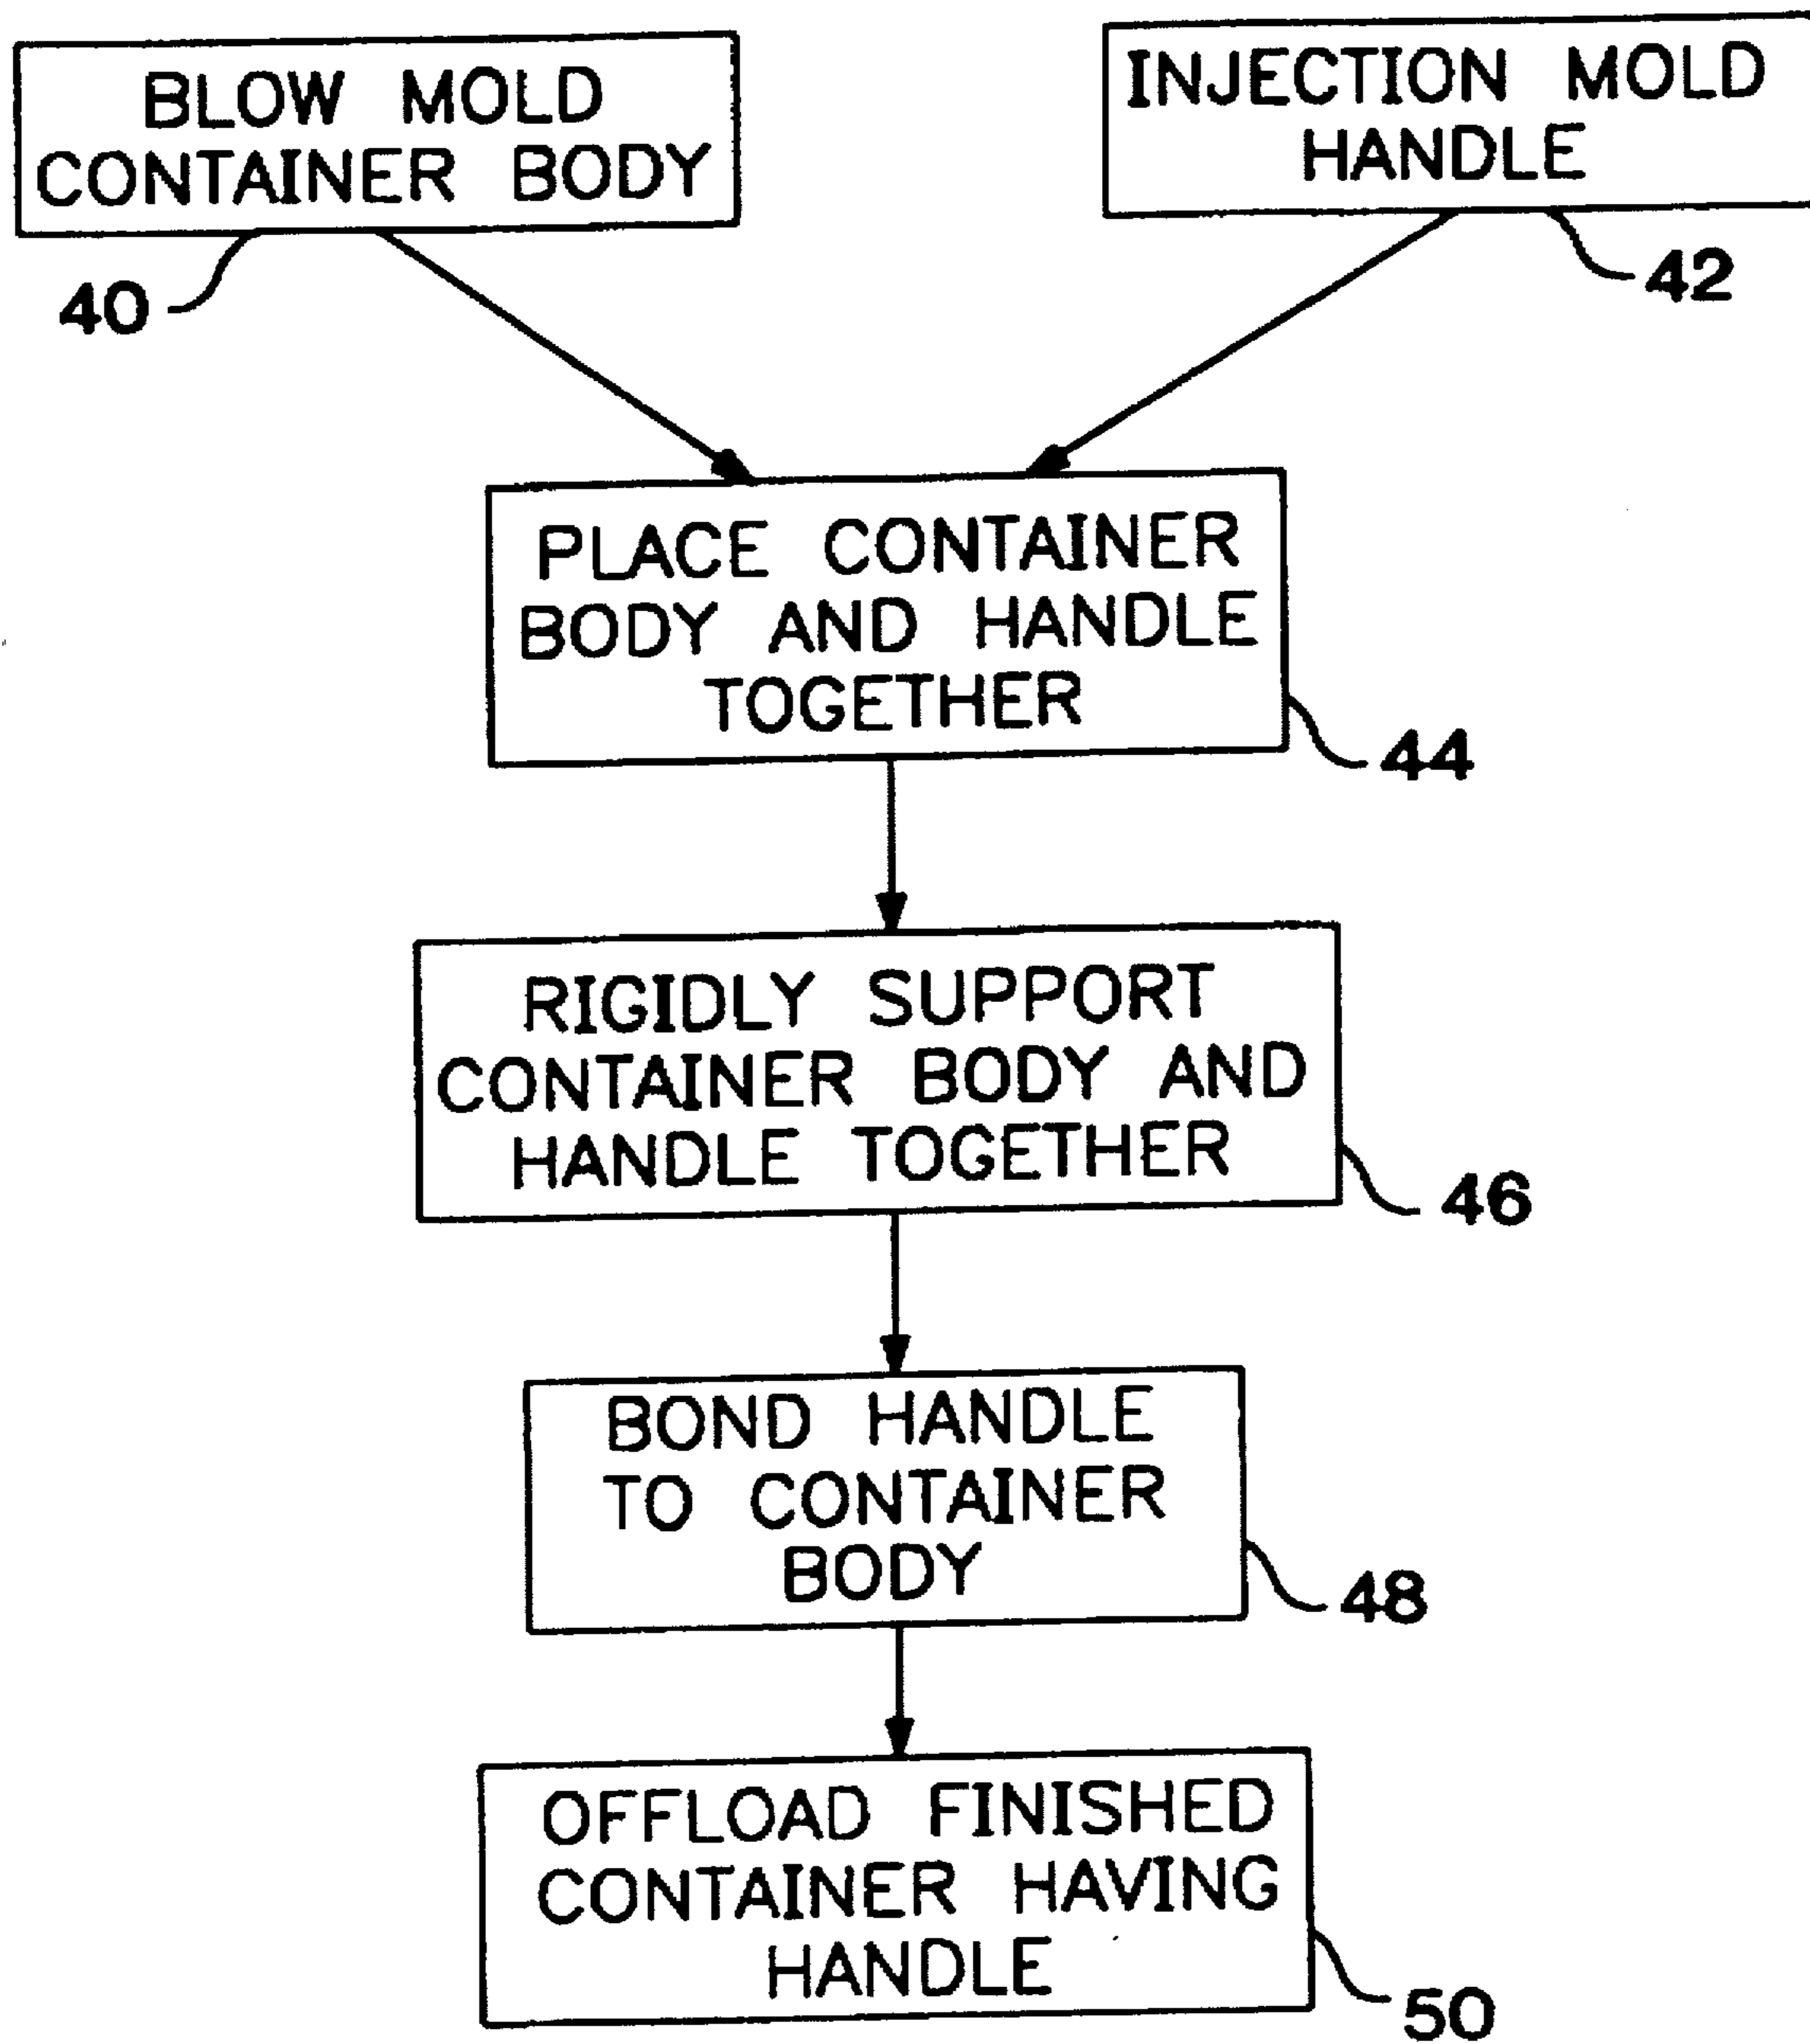 BLOW MOLD
CONTAINER BODY
40
INJECTION MOLD
HANDLE
42
PLACE CONTAINER
BODY AND HANDLE
TOGETHER
44
RIGIDLY SUPPORT
CONTAINER BODY AND
HANDLE TOGETHER
46
BOND HANDLE
TO CONTAINER
BODY
48
OFFLOAD FINISHED
CONTAINER HAVING
HANDLE
50